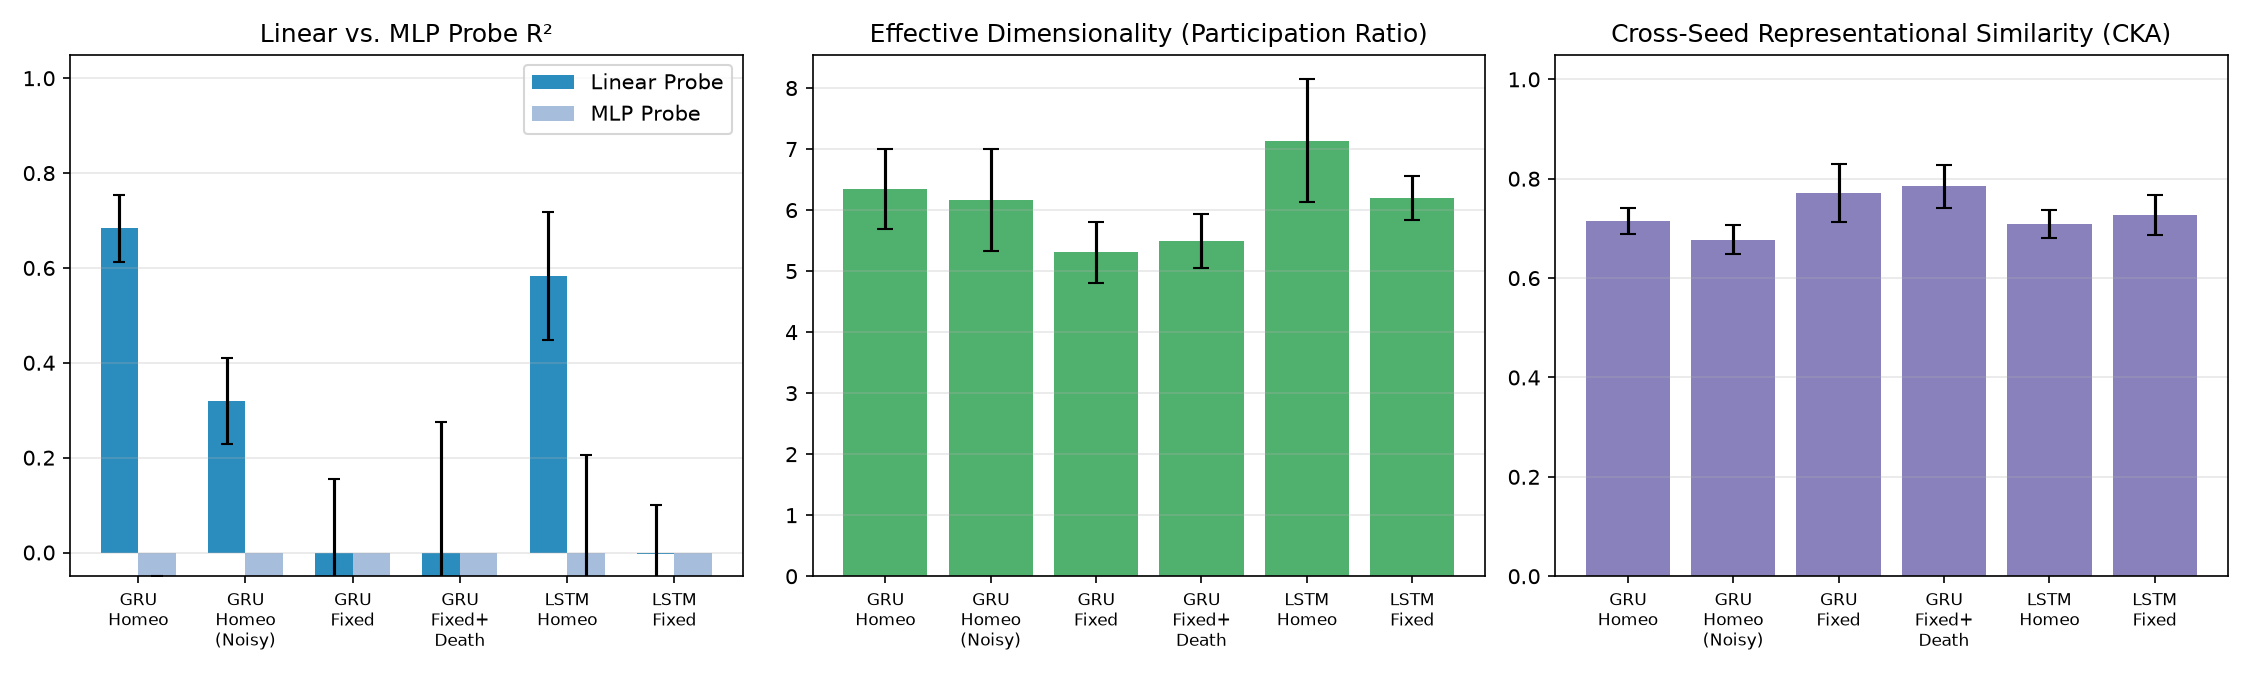 Linear vs. MLP Probe R²
1.0
0.8
0.6
0.4
0.2
0.0
Linear Probe
MLP Probe
GRU
Homeo
GRU
Homeo
(Noisy)
GRU
Fixed
GRU
Fixed+
Death
LSTM
Homeo
LSTM
Fixed
Effective Dimensionality (Participation Ratio)
8
7
6
5
4
3
2
1
0
GRU
Homeo
GRU
Homeo
(Noisy)
GRU
Fixed
GRU
Fixed+
Death
LSTM
Homeo
LSTM
Fixed
Cross-Seed Representational Similarity (CKA)
1.0
0.8
0.6
0.4
0.2
0.0
GRU
Homeo
GRU
Homeo
(Noisy)
GRU
Fixed
GRU
Fixed+
Death
LSTM
Homeo
LSTM
Fixed